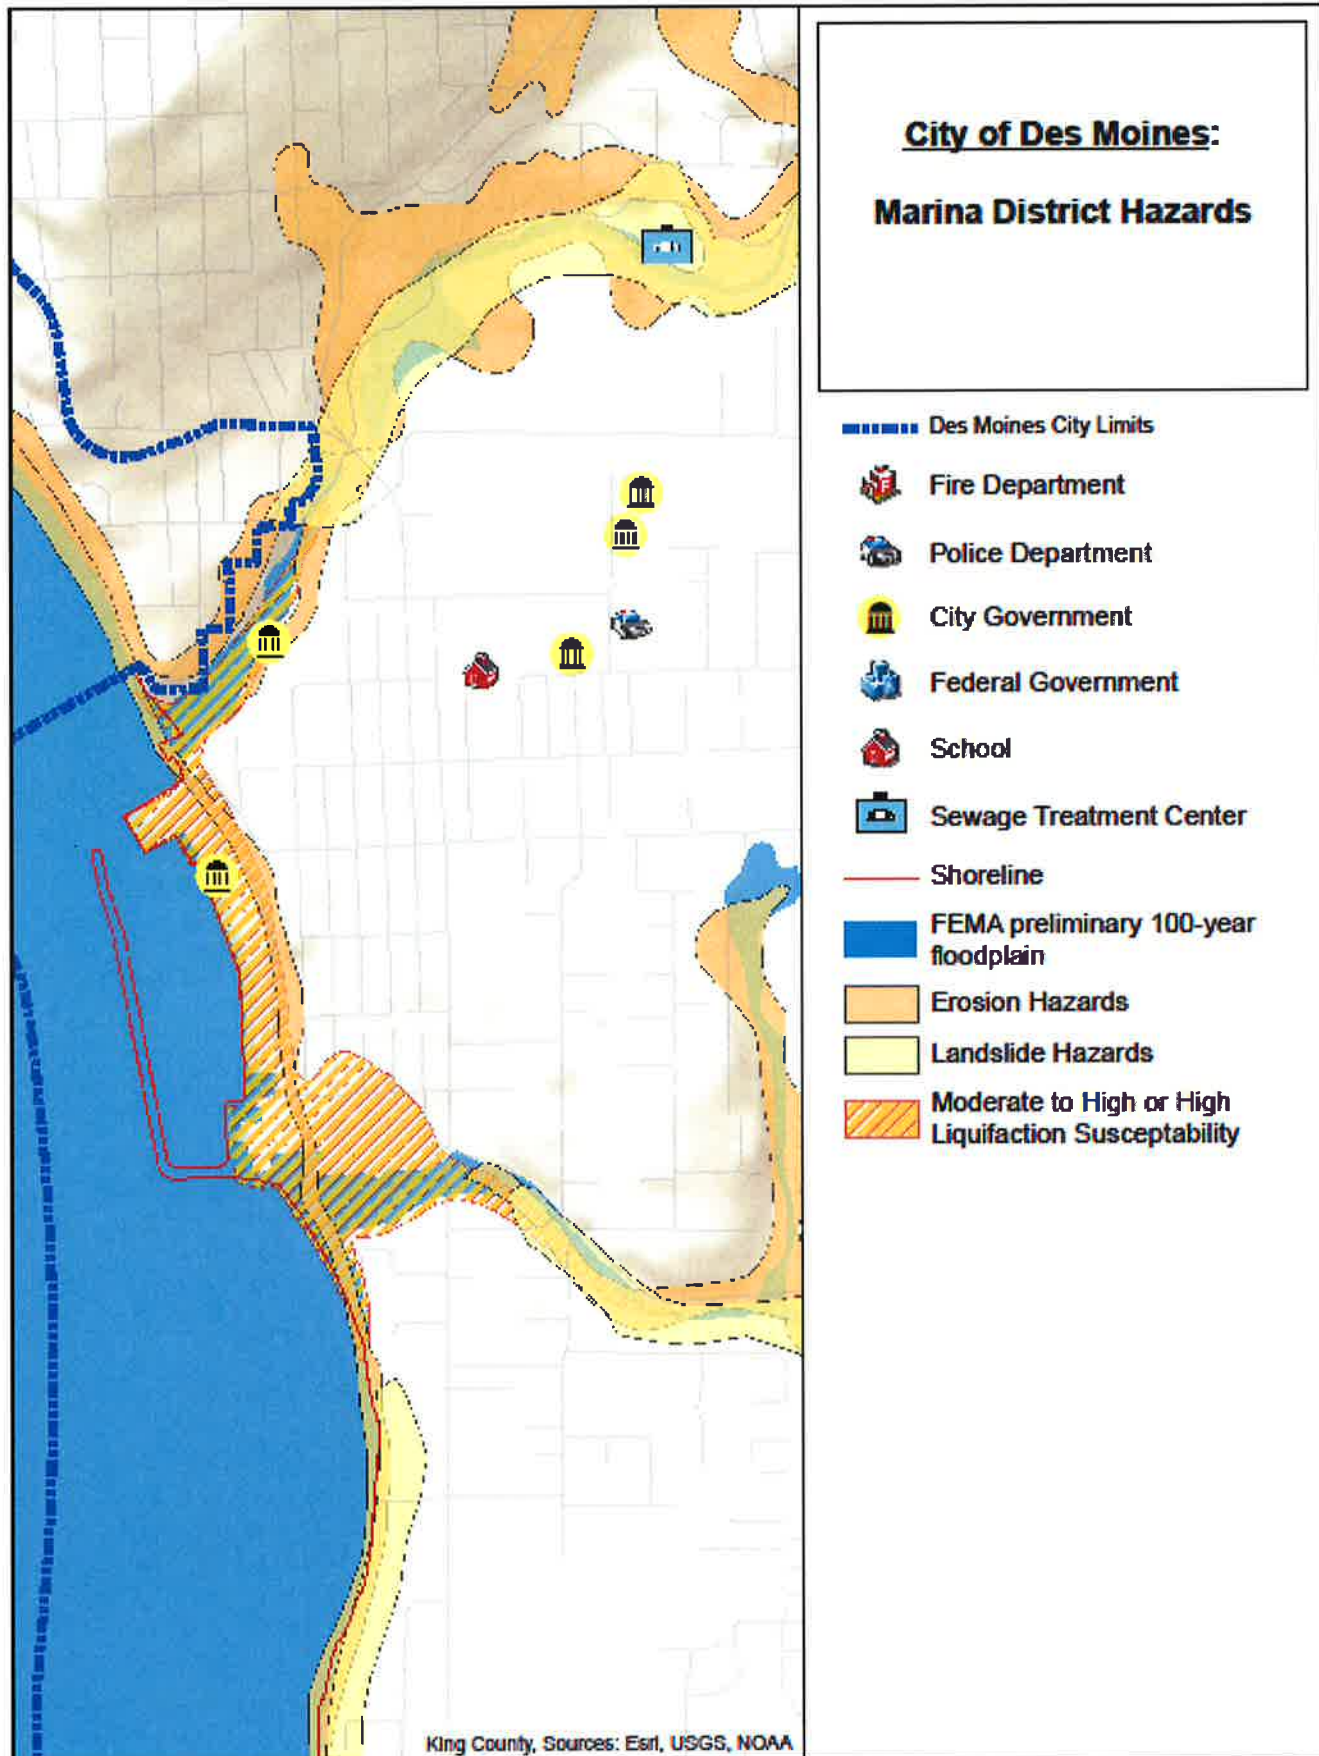 City of Des Moines:
Marina District Hazards
Des Moines City Limits
Fire Department
Police Department
City Government
Federal Government
School
Sewage Treatment Center
Shoreline
FEMA preliminary 100-year
floodplain
Erosion Hazards
Landslide Hazards
Moderate to High or High
Liquifaction Susceptability
King County, Sources: Esri, USGS, NOAA